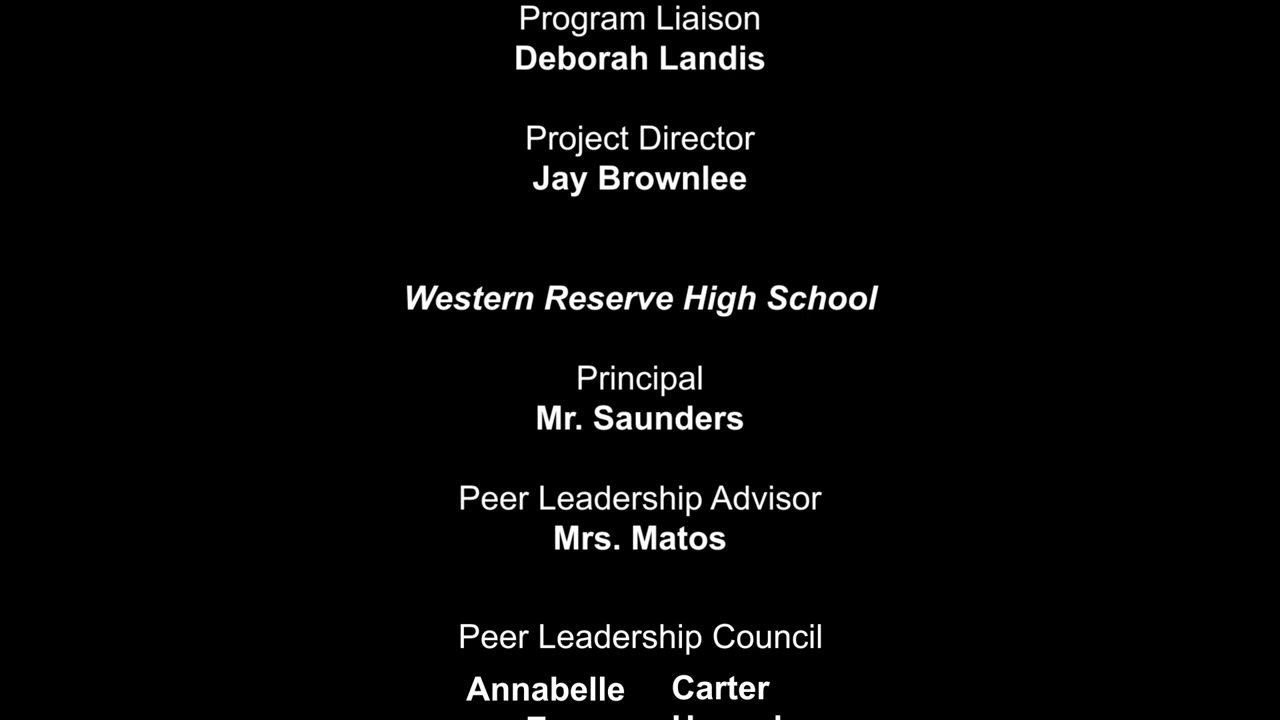 Program Liaison
Deborah Landis
Project Director
Jay Brownlee
Western Reserve High School
Principal
Mr. Saunders
Peer Leadership Advisor
Mrs. Matos
Peer Leadership Council
Annabelle Carter